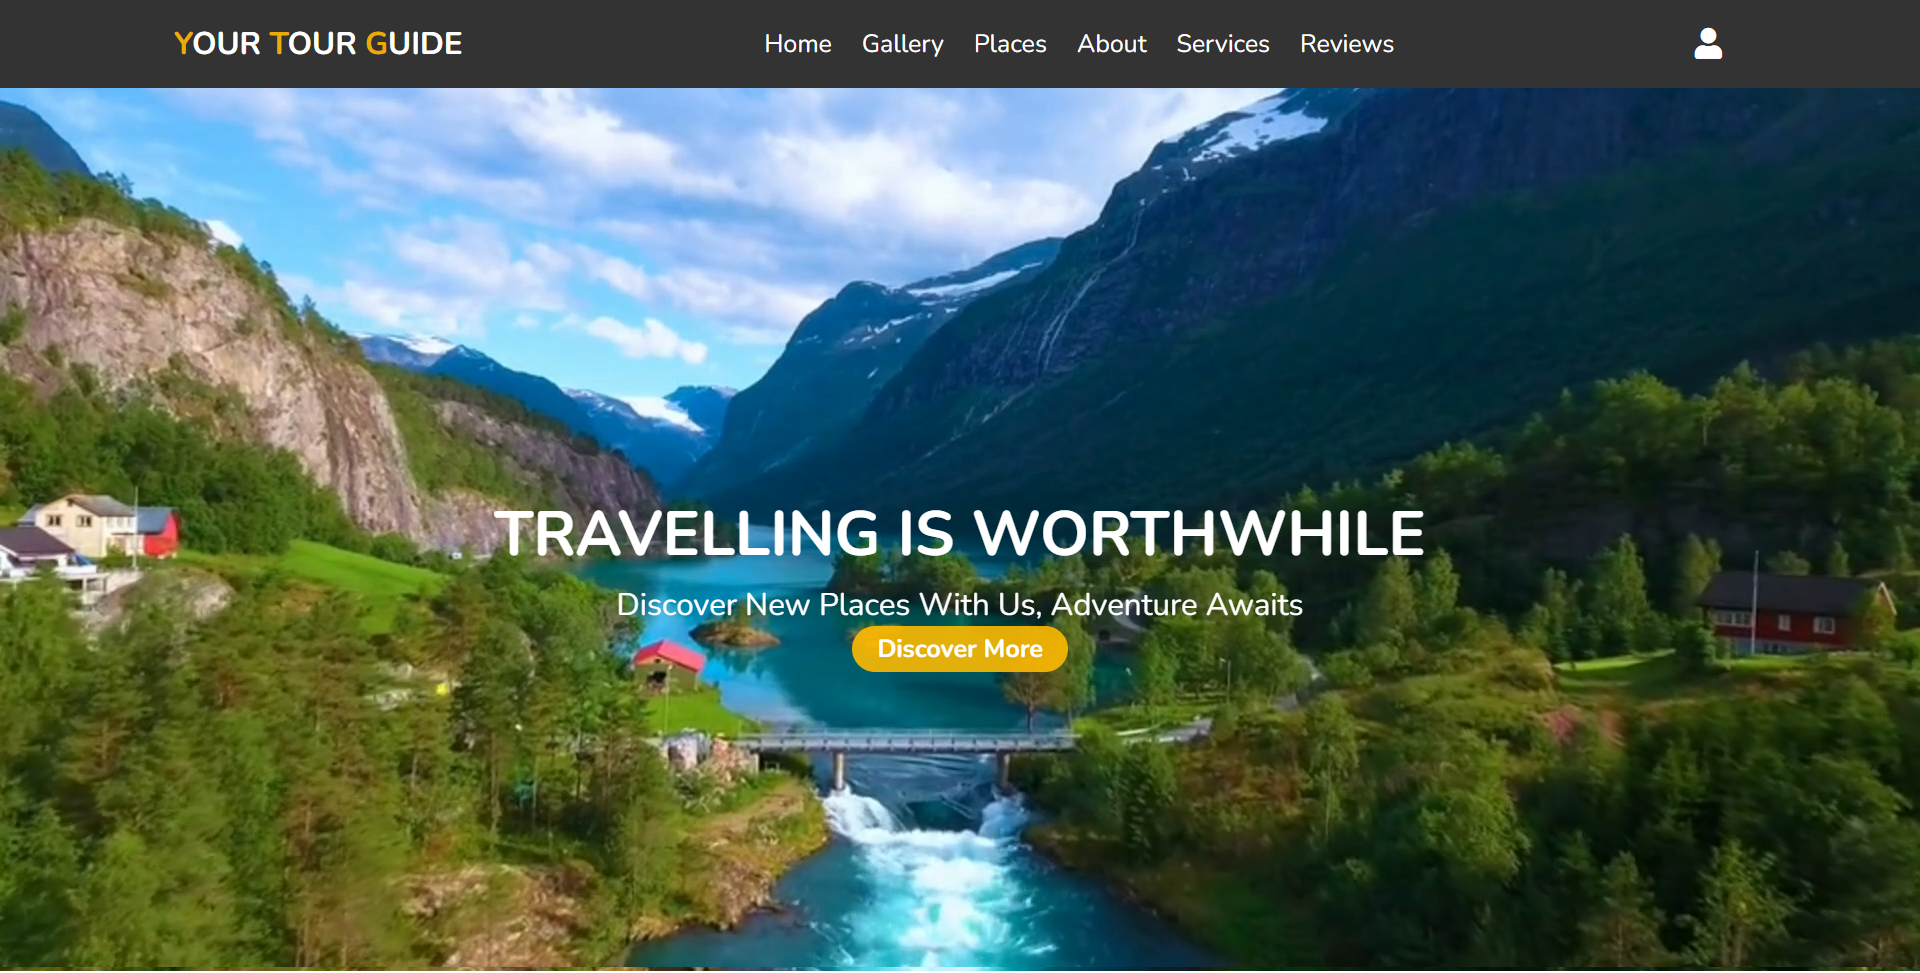 YOUR TOUR GUIDE
Home Gallery Places About Services Reviews
TRAVELLING IS WORTHWHILE
Discover New Places With Us, Adventure Awaits
Discover More